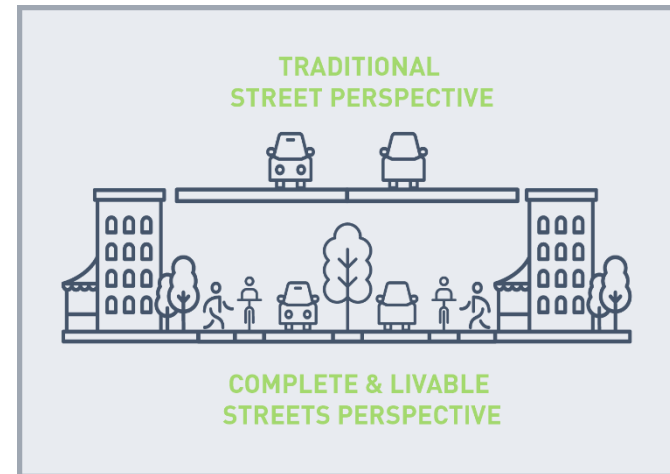 TRADITIONAL
STREET PERSPECTIVE
COMPLETE & LIVABLE
STREETS PERSPECTIVE